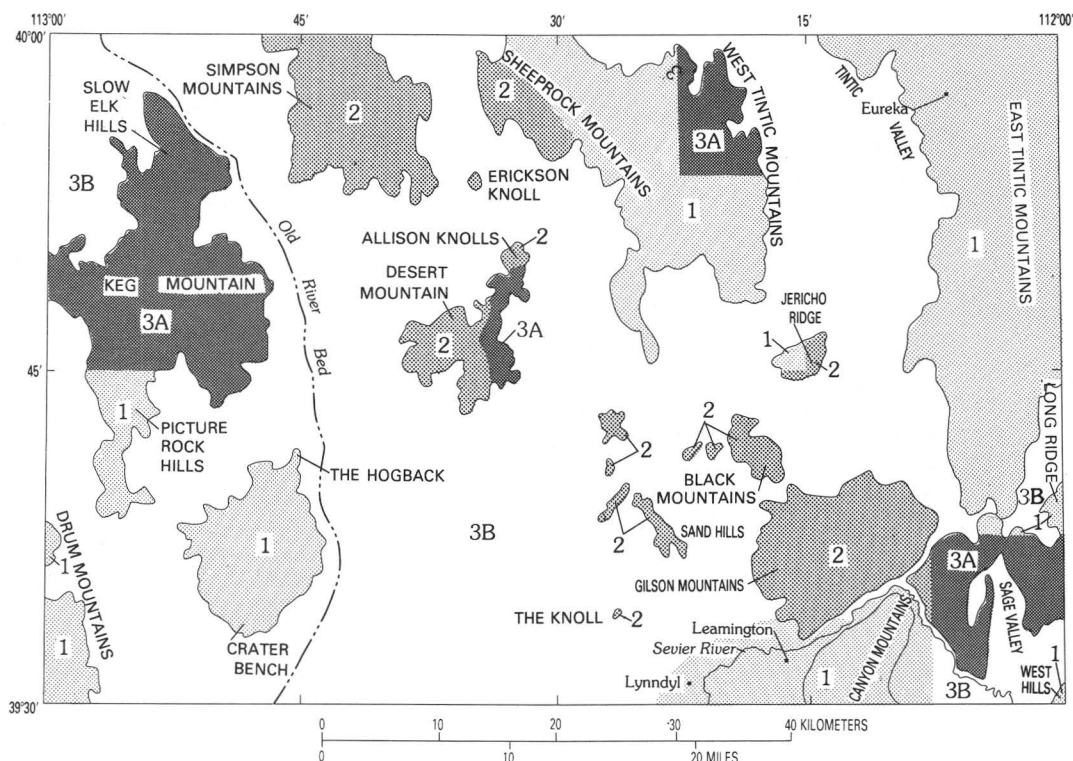 113°00'
45
30
15
112°00'
40°00'
SLOW
ELK
HILLS
SIMPSON
MOUNTAINS
2
2
SHEEPROCK MOUNTAINS
3A
WEST TINTIC MOUNTAINS
TINTIC
VALLEY
Eureka
EAST TINTIC MOUNTAINS
3B
ERICKSON
KNOLL
1
1
Old
River
Bed
ALLISON KNOLLS
2
KEG
MOUNTAIN
DESERT
MOUNTAIN
3A
3A
2
JERICHO
RIDGE
1
2
45
1
PICTURE
ROCK
HILLS
THE HOGBACK
2
2
BLACK
MOUNTAINS
LONG RIDGE
3B
1
DRUM MOUNTAINS
1
1
3B
2
SAND HILLS
2
GILSON MOUNTAINS
3A
SAGE VALLEY
THE KNOLL
2
Leamington
Sevier River
Lynndyl
1
CANYON MOUNTAINS
1
CRATER
BENCH
3B
1
WEST
HILLS
39°30'
0
10
20
30
40 KILOMETERS
0
10
20 MILES